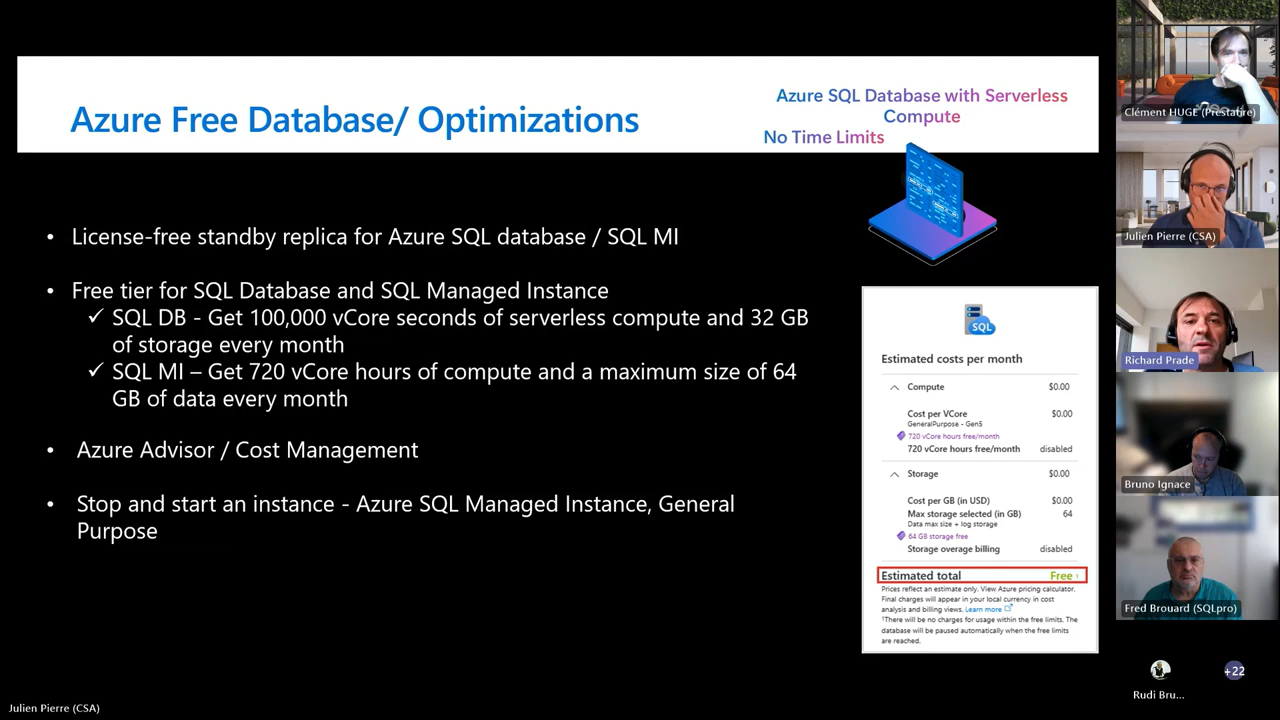 Azure Free Database/ Optimizations
Azure SQL Database with Serverless
Compute
No Time Limits
• License-free standby replica for Azure SQL database / SQL MI
• Free tier for SQL Database and SQL Managed Instance
✓ SQL DB - Get 100,000 vCore seconds of serverless compute and 32 GB
of storage every month
✓ SQL MI – Get 720 vCore hours of compute and a maximum size of 64
GB of data every month
• Azure Advisor / Cost Management
• Stop and start an instance - Azure SQL Managed Instance, General
Purpose
SQL
Estimated costs per month
Compute $0.00
Cost per VCore $0.00
GeneralPurpose - Gen5
720 vCore hours free/month
720 vCore hours free/month disabled
Storage $0.00
Cost per GB (in USD) $0.00
Max storage selected (in GB) 64
Data max size + log storage
64 GB storage free
Storage overage billing disabled
Estimated total Free ¹
Prices reflect an estimate only. View Azure pricing calculator.
Final charges will appear in your local currency in cost
analysis and billing views. Learn more
¹There will be no charges for usage within the free limits. The
database will be paused automatically when the free limits
are reached.
Clément HUGE (Prestatire)
Julien Pierre (CSA)
Richard Prade
Bruno Ignace
Fred Brouard (SQLpro)
Rudi Bru...
+22
Julien Pierre (CSA)